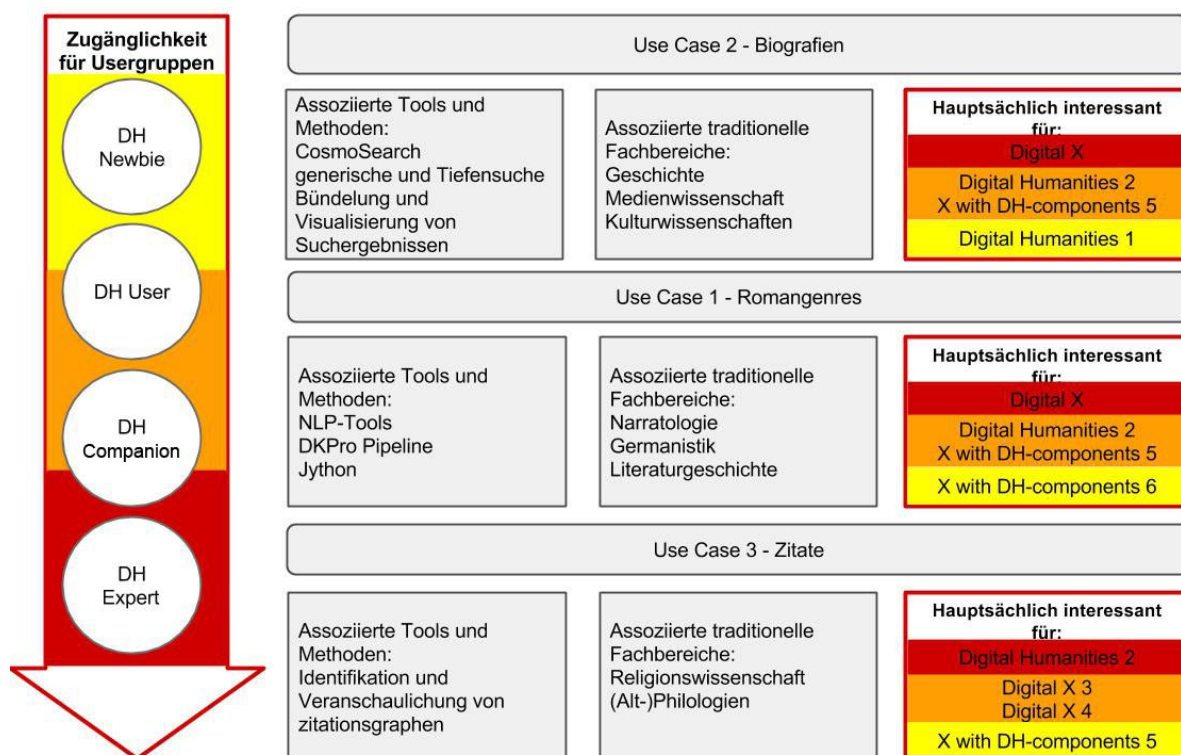 Zugänglichkeit
für Usergruppen
DH
Newbie
DH User
DH
Companion
DH
Expert
Use Case 2 - Biografien
Assoziierte Tools und
Methoden:
CosmoSearch
generische und Tiefensuche
Bündelung und
Visualisierung von
Suchergebnissen
Assoziierte traditionelle
Fachbereiche:
Geschichte
Medienwissenschaft
Kulturwissenschaften
Hauptsächlich interessant
für:
Digital X
Digital Humanities 2
X with DH-components 5
Digital Humanities 1
Use Case 1 - Romangenres
Assoziierte Tools und
Methoden:
NLP-Tools
DKPro Pipeline
Jython
Assoziierte traditionelle
Fachbereiche:
Narratologie
Germanistik
Literaturgeschichte
Hauptsächlich interessant
für:
Digital X
Digital Humanities 2
X with DH-components 5
X with DH-components 6
Use Case 3 - Zitate
Assoziierte Tools und
Methoden:
Identifikation und
Veranschaulichung von
zitationsgraphen
Assoziierte traditionelle
Fachbereiche:
Religionswissenschaft
(Alt-)Philologien
Hauptsächlich interessant
für:
Digital Humanities 2
Digital X 3
Digital X 4
X with DH-components 5